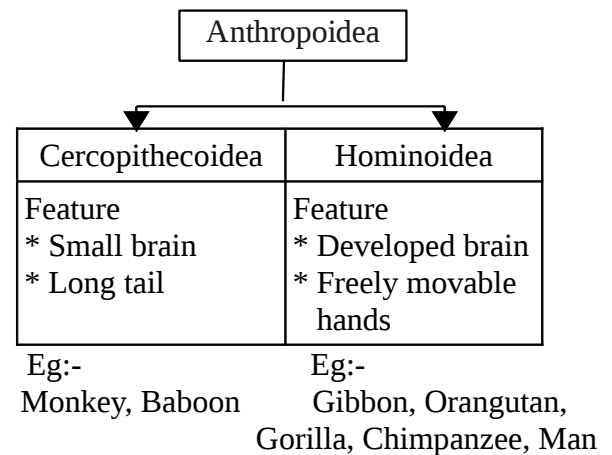 Anthropoidea
Cercopithecoidea
Feature
* Small brain
* Long tail
Eg:-
Monkey, Baboon
Hominoidea
Feature
* Developed brain
* Freely movable
hands
Eg:-
Gibbon, Orangutan,
Gorilla, Chimpanzee, Man